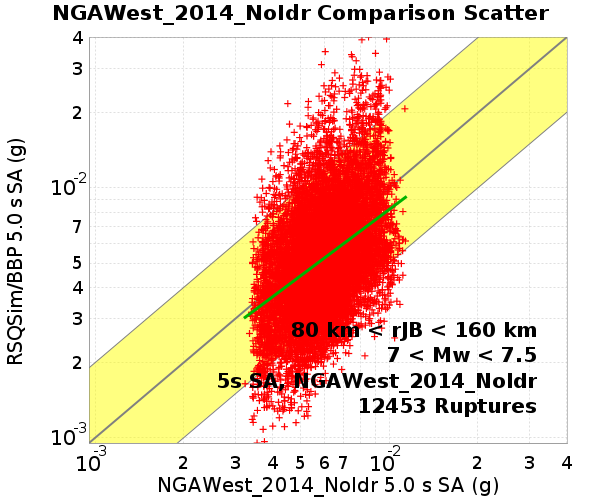 NGAWest_2014_NoIdr Comparison Scatter
4
3
2
10-2
7
5
4
3
2
10-3
RSQSim/BBP 5.0 s SA (g)
80 km < rJB < 160 km
7 < Mw < 7.5
5s SA, NGAWest_2014_NoIdr
12453 Ruptures
10-3 2 3 4 5 6 7 10-2 2 3 4
NGAWest_2014_NoIdr 5.0 s SA (g)